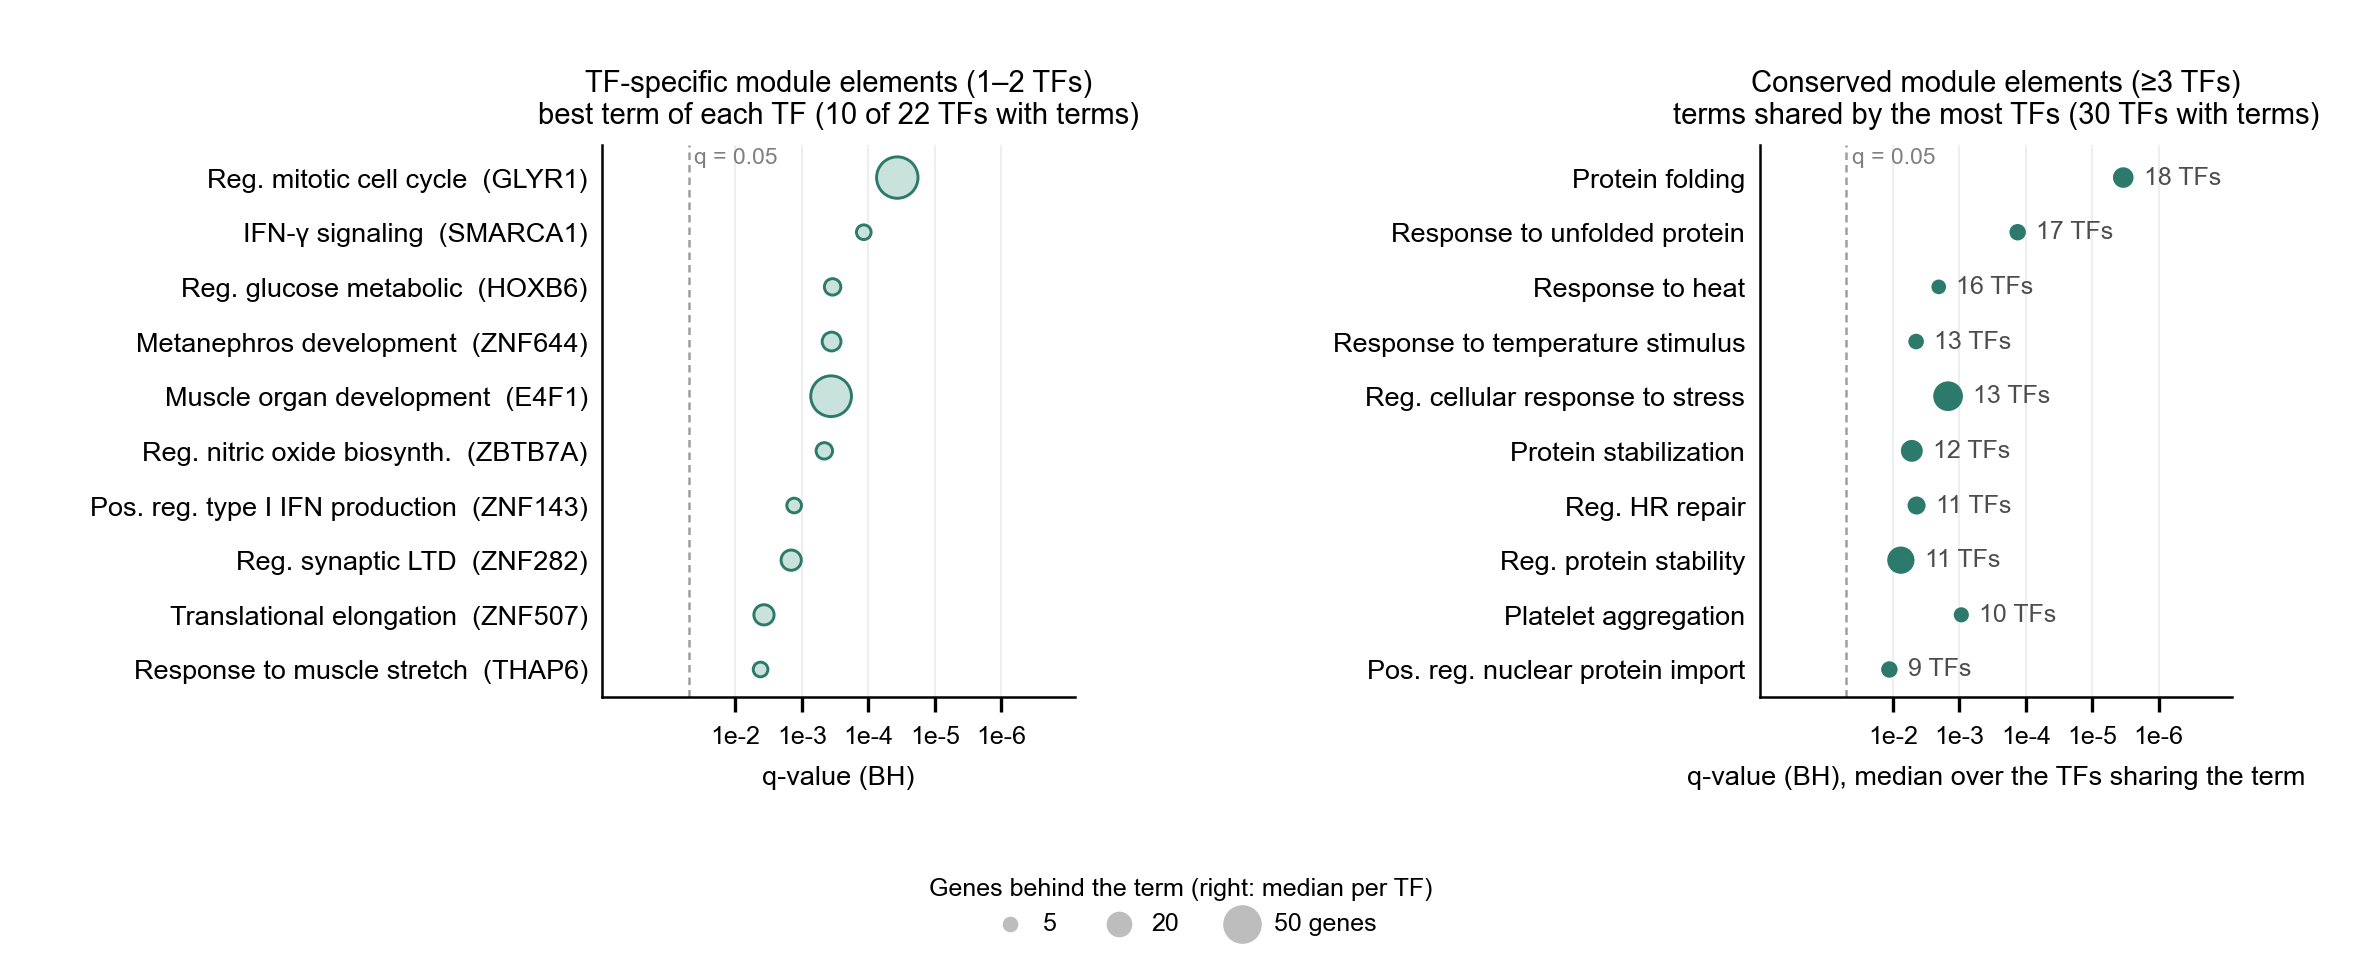 TF-specific module elements (1–2 TFs)
best term of each TF (10 of 22 TFs with terms)
q = 0.05
Reg. mitotic cell cycle (GLYR1)
IFN-γ signaling (SMARCA1)
Reg. glucose metabolic (HOXB6)
Metanephros development (ZNF644)
Muscle organ development (E4F1)
Reg. nitric oxide biosynth. (ZBTB7A)
Pos. reg. type I IFN production (ZNF143)
Reg. synaptic LTD (ZNF282)
Translational elongation (ZNF507)
Response to muscle stretch (THAP6)
1e-2 1e-3 1e-4 1e-5 1e-6
q-value (BH)
Conserved module elements (≥3 TFs)
terms shared by the most TFs (30 TFs with terms)
q = 0.05
Protein folding 18 TFs
Response to unfolded protein 17 TFs
Response to heat 16 TFs
Response to temperature stimulus 13 TFs
Reg. cellular response to stress 13 TFs
Protein stabilization 12 TFs
Reg. HR repair 11 TFs
Reg. protein stability 11 TFs
Platelet aggregation 10 TFs
Pos. reg. nuclear protein import 9 TFs
1e-2 1e-3 1e-4 1e-5 1e-6
q-value (BH), median over the TFs sharing the term
Genes behind the term (right: median per TF)
5 20 50 genes